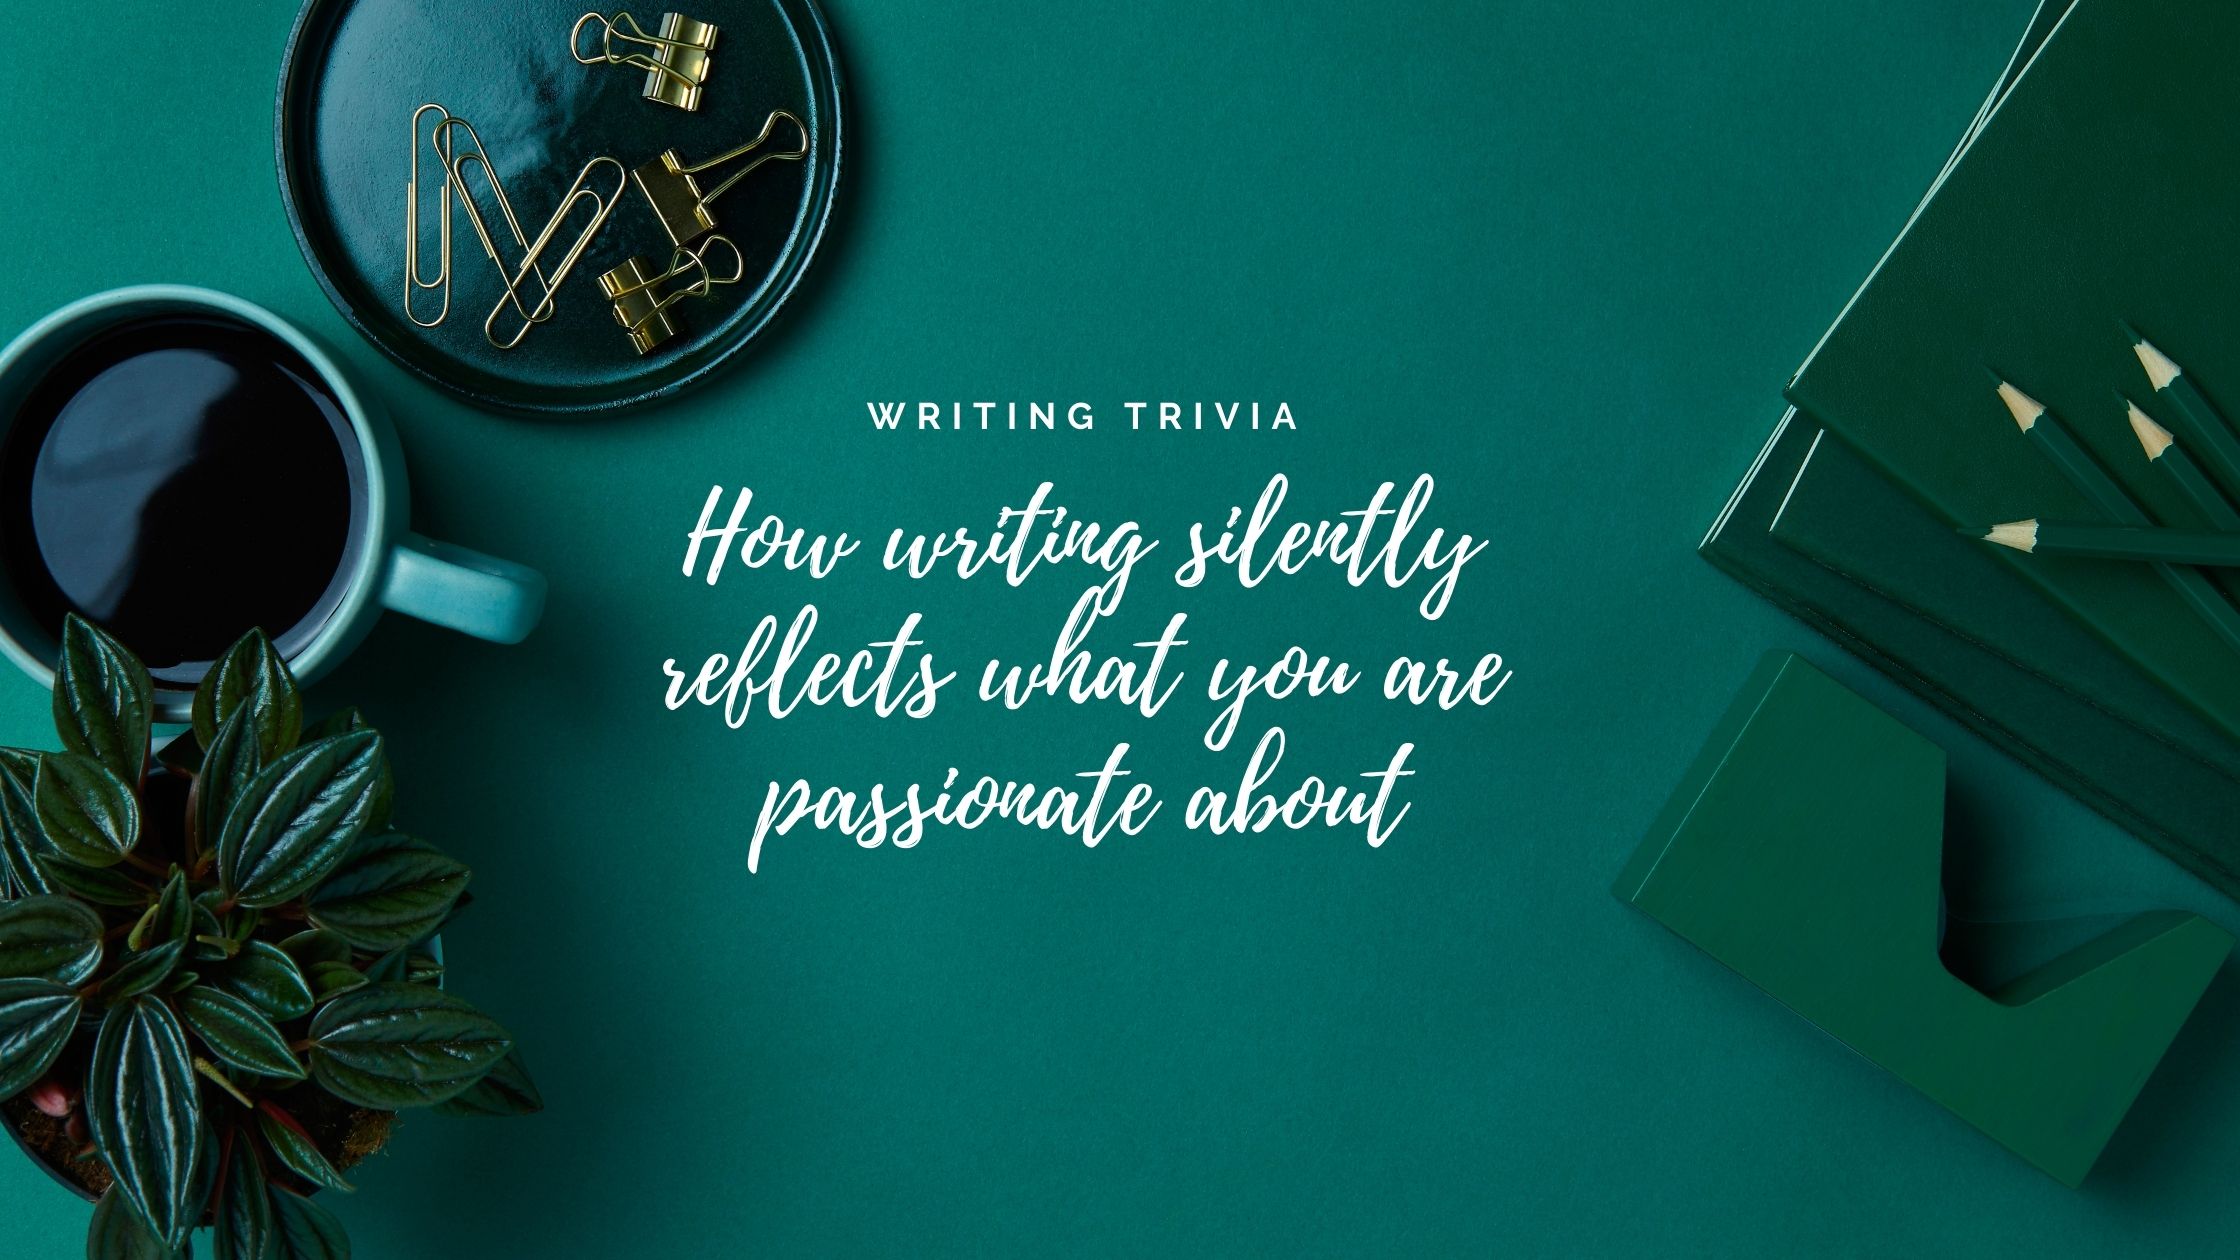 WRITING TRIVIA
How writing silently
reflects what you are
passionate about